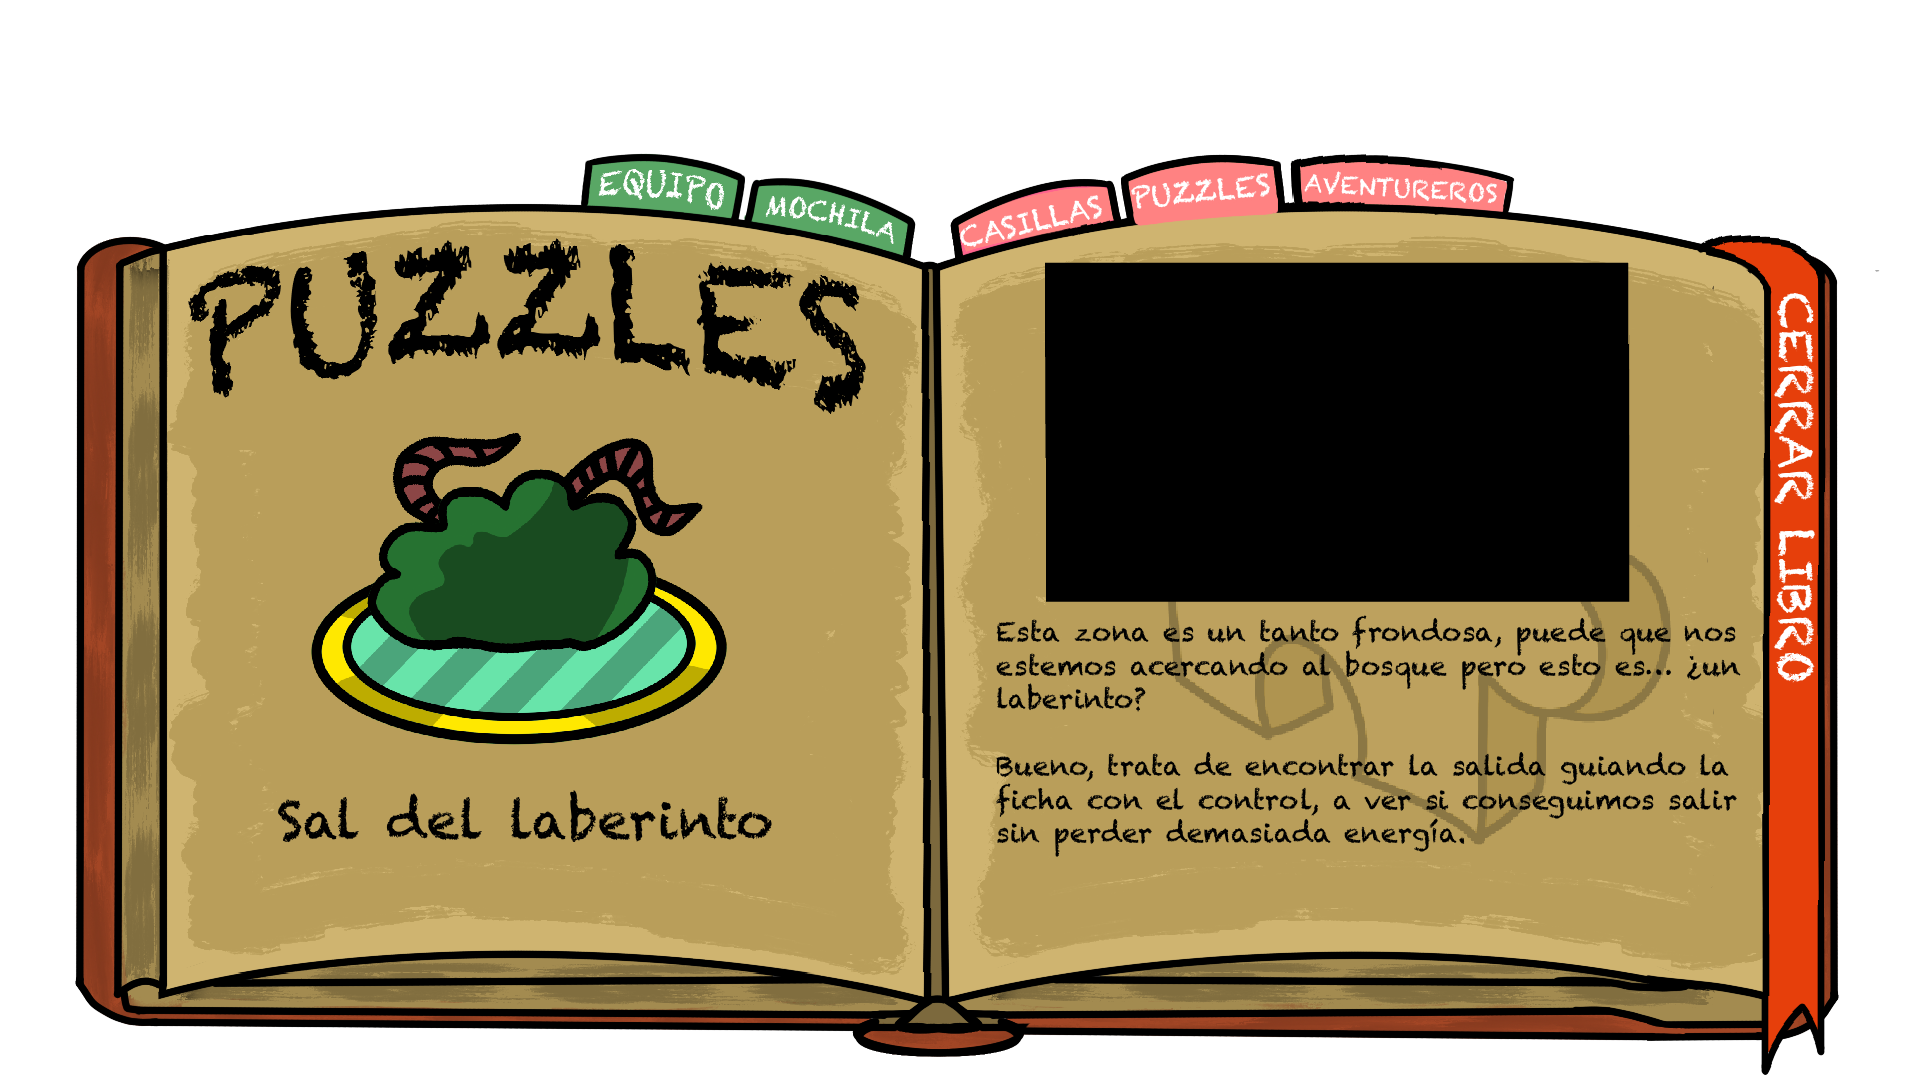 EQUIPO
MOCHILA
CASILLAS
PUZZLES
AVENTUREROS
PUZZLES
Sal del laberinto
Esta zona es un tanto frondosa, puede que nos
estemos acercando al bosque pero esto es... ¿un
laberinto?
Bueno, trata de encontrar la salida guiando la
ficha con el control, a ver si conseguimos salir
sin perder demasiada energía.
CERRAR LIBRO